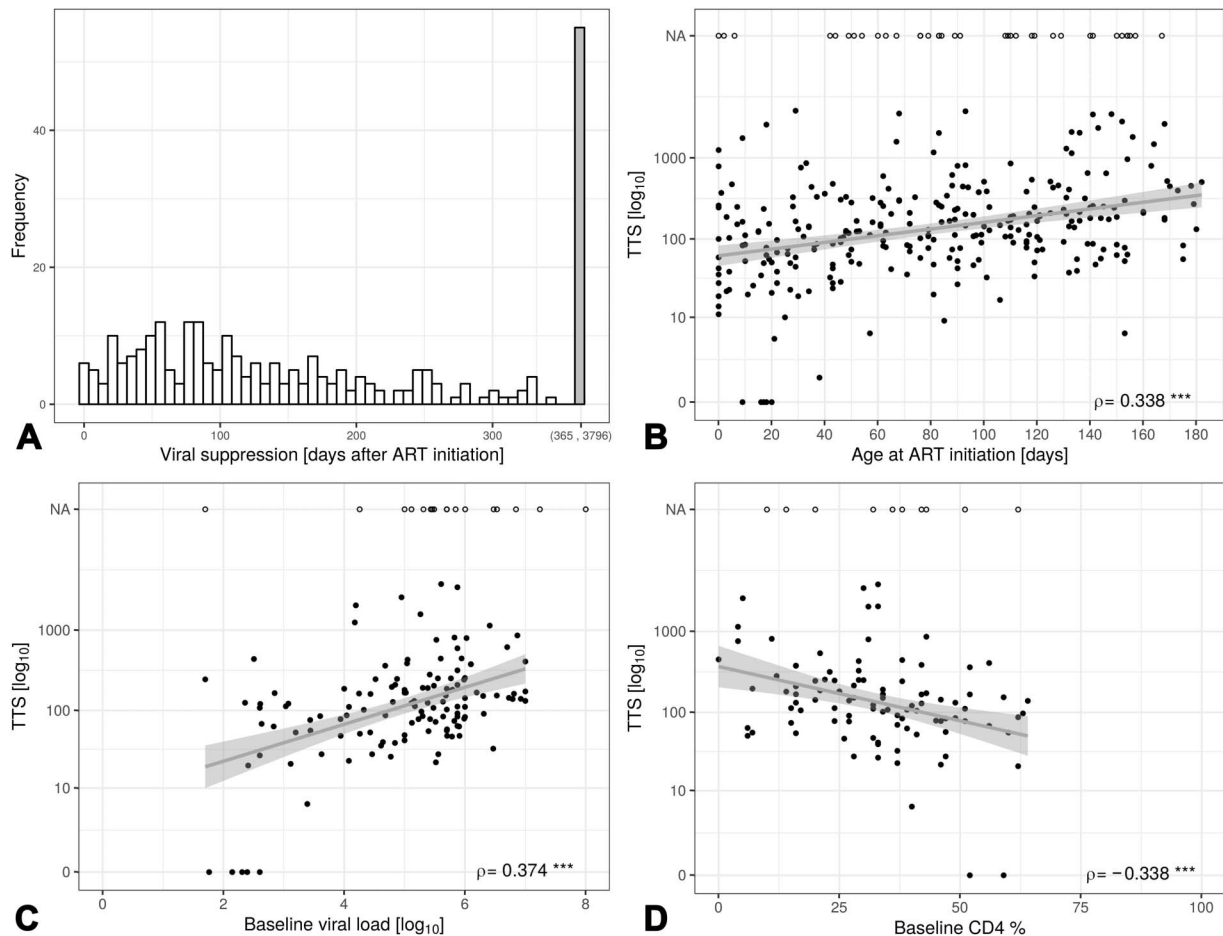 Frequency
40
20
0
0
100
200
300
(365 , 3796)
Viral suppression [days after ART initiation]
A
TTS [log10]
NA
1000
100
10
0
ρ= 0.338 ***
0
20
40
60
80
100
120
140
160
180
Age at ART initiation [days]
B
TTS [log10]
NA
1000
100
10
0
ρ= 0.374 ***
0
2
4
6
8
Baseline viral load [log10]
C
TTS [log10]
NA
1000
100
10
0
ρ= −0.338 ***
0
25
50
75
100
Baseline CD4 %
D